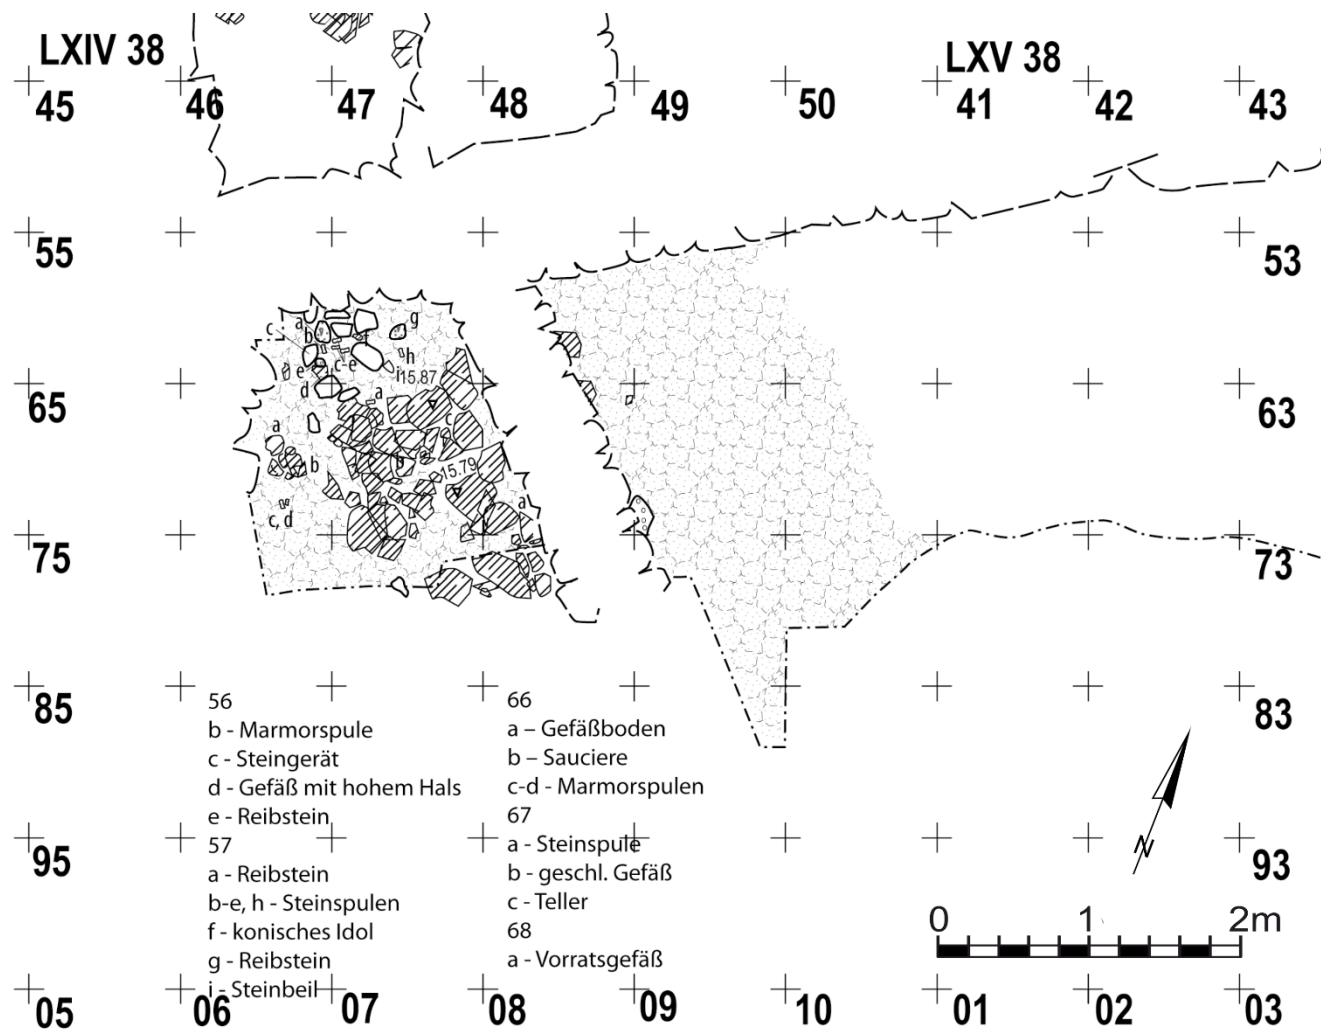 LXIV 38
LXV 38
45 46 47 48 49 50 41 42 43
55 53
a g
c b
h
c-e
e i 15.87
d a
65 63
c
a
b b 15.79
a
c, d
75 73
85 83
56
b - Marmorspule
c - Steingerät
d - Gefäß mit hohem Hals
e - Reibstein
57
a - Reibstein
b-e, h - Steinspulen
f - konisches Idol
g - Reibstein
i - Steinbeil
66
a – Gefäßboden
b – Sauciere
c-d - Marmorspulen
67
a - Steinspule
b - geschl. Gefäß
c - Teller
68
a - Vorratsgefäß
N
95 93
0 1 2m
05 06 07 08 09 10 01 02 03